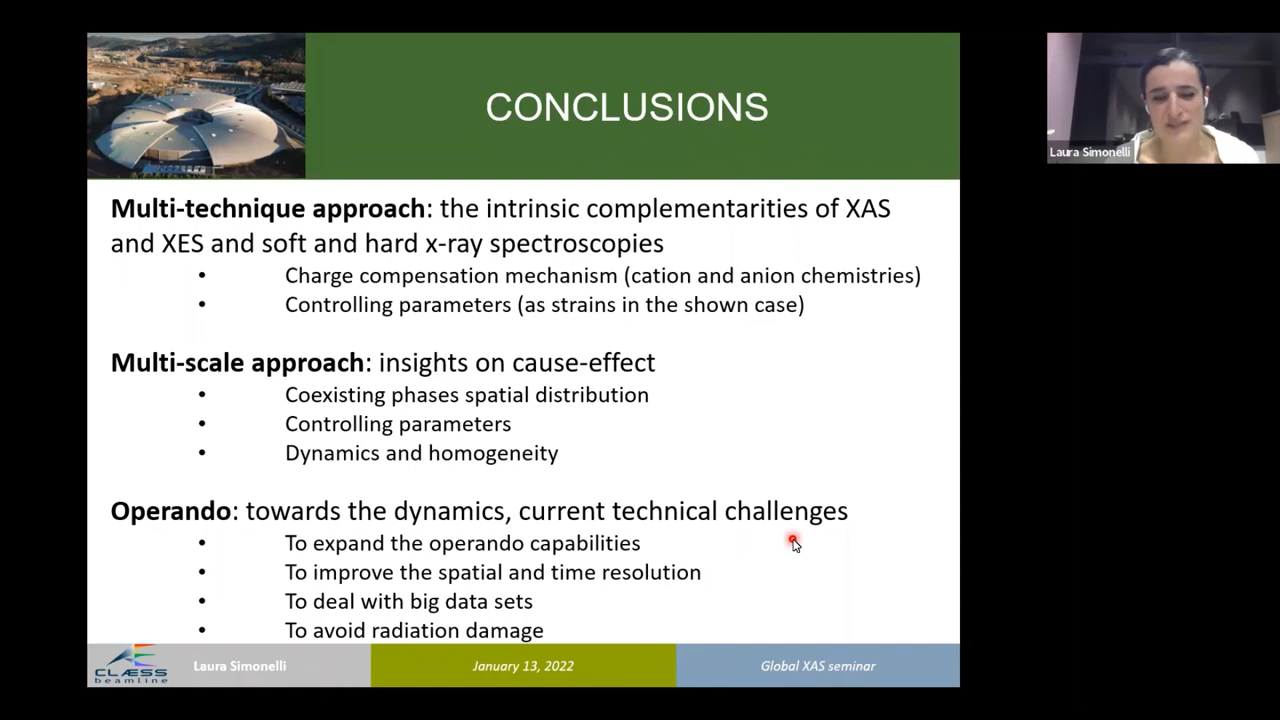 CONCLUSIONS
Laura Simonelli
Multi-technique approach: the intrinsic complementarities of XAS
and XES and soft and hard x-ray spectroscopies
• Charge compensation mechanism (cation and anion chemistries)
• Controlling parameters (as strains in the shown case)
Multi-scale approach: insights on cause-effect
• Coexisting phases spatial distribution
• Controlling parameters
• Dynamics and homogeneity
Operando: towards the dynamics, current technical challenges
• To expand the operando capabilities
• To improve the spatial and time resolution
• To deal with big data sets
• To avoid radiation damage
CLÆSS
beamline
Laura Simonelli
January 13, 2022
Global XAS seminar